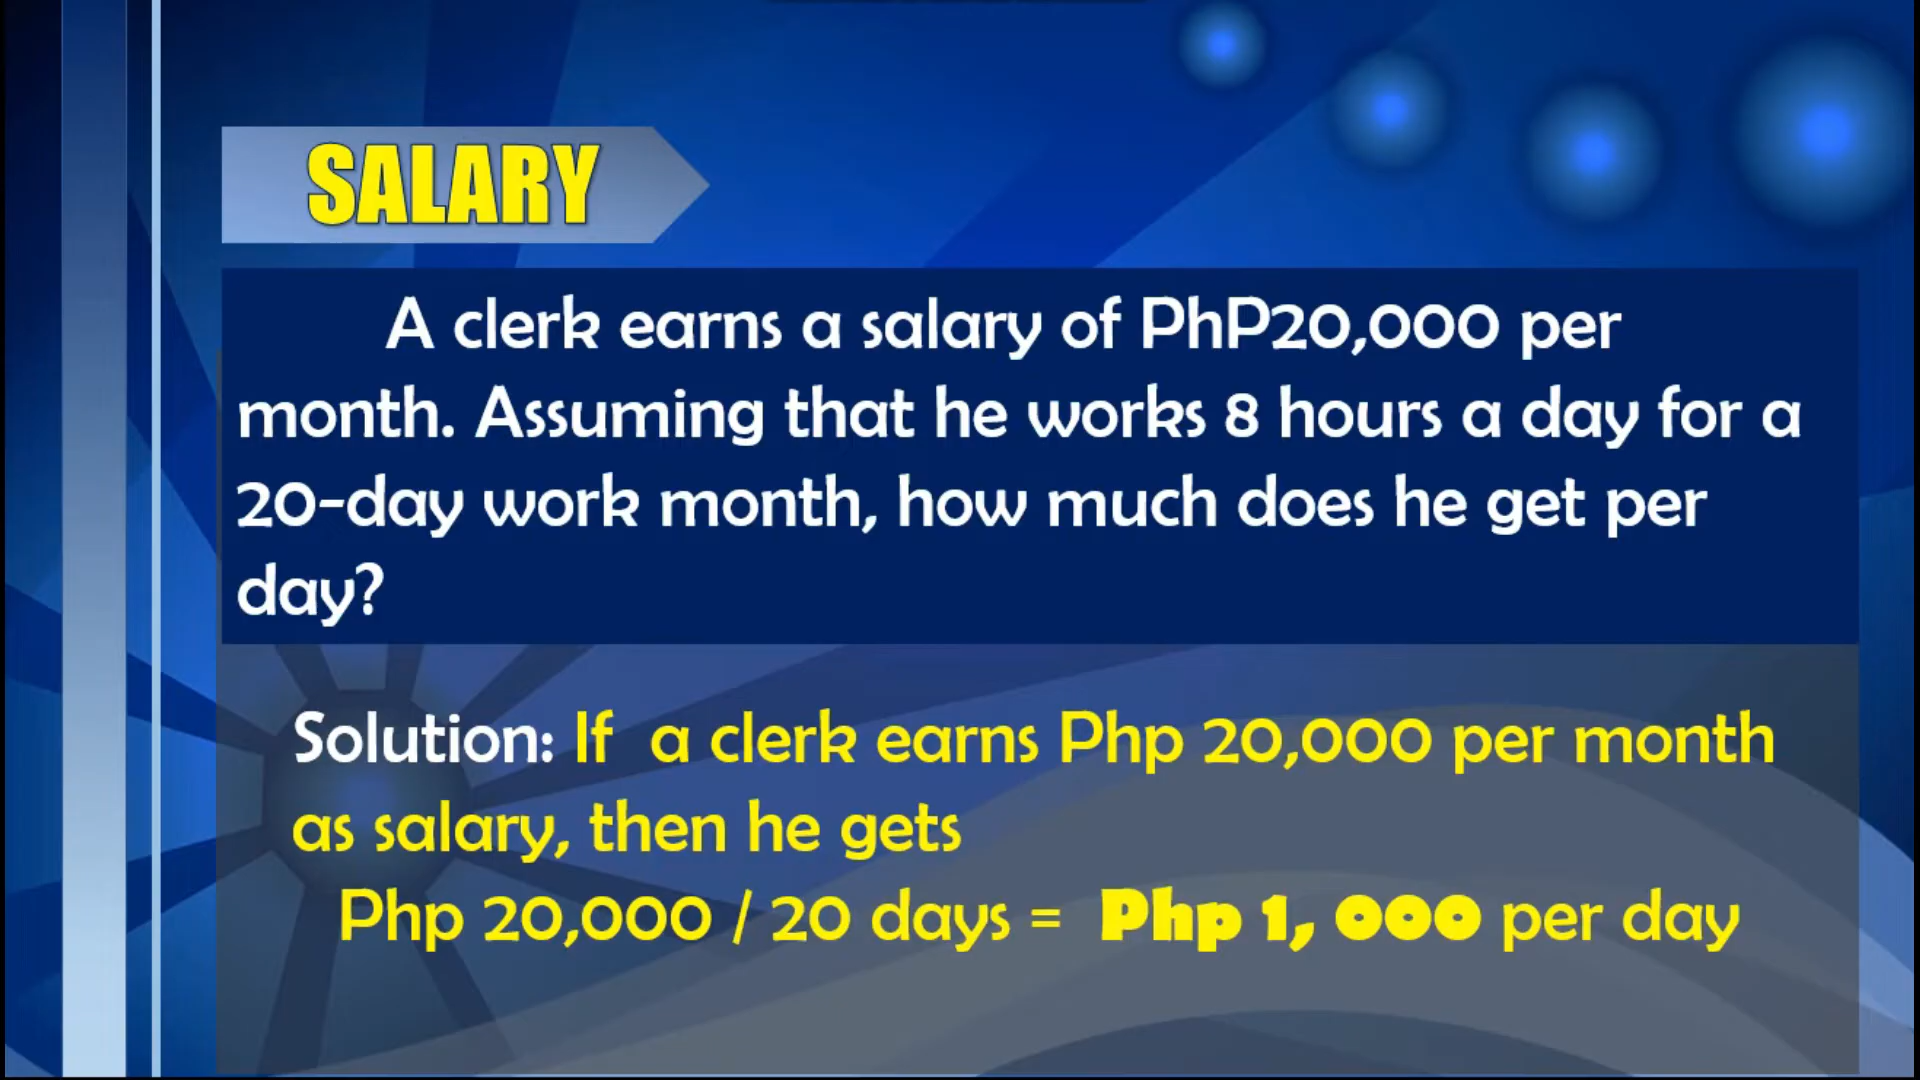 SALARY
A clerk earns a salary of PhP20,000 per
month. Assuming that he works 8 hours a day for a
20-day work month, how much does he get per
day?
Solution: If a clerk earns Php 20,000 per month
as salary, then he gets
Php 20,000 / 20 days = Php 1, 000 per day